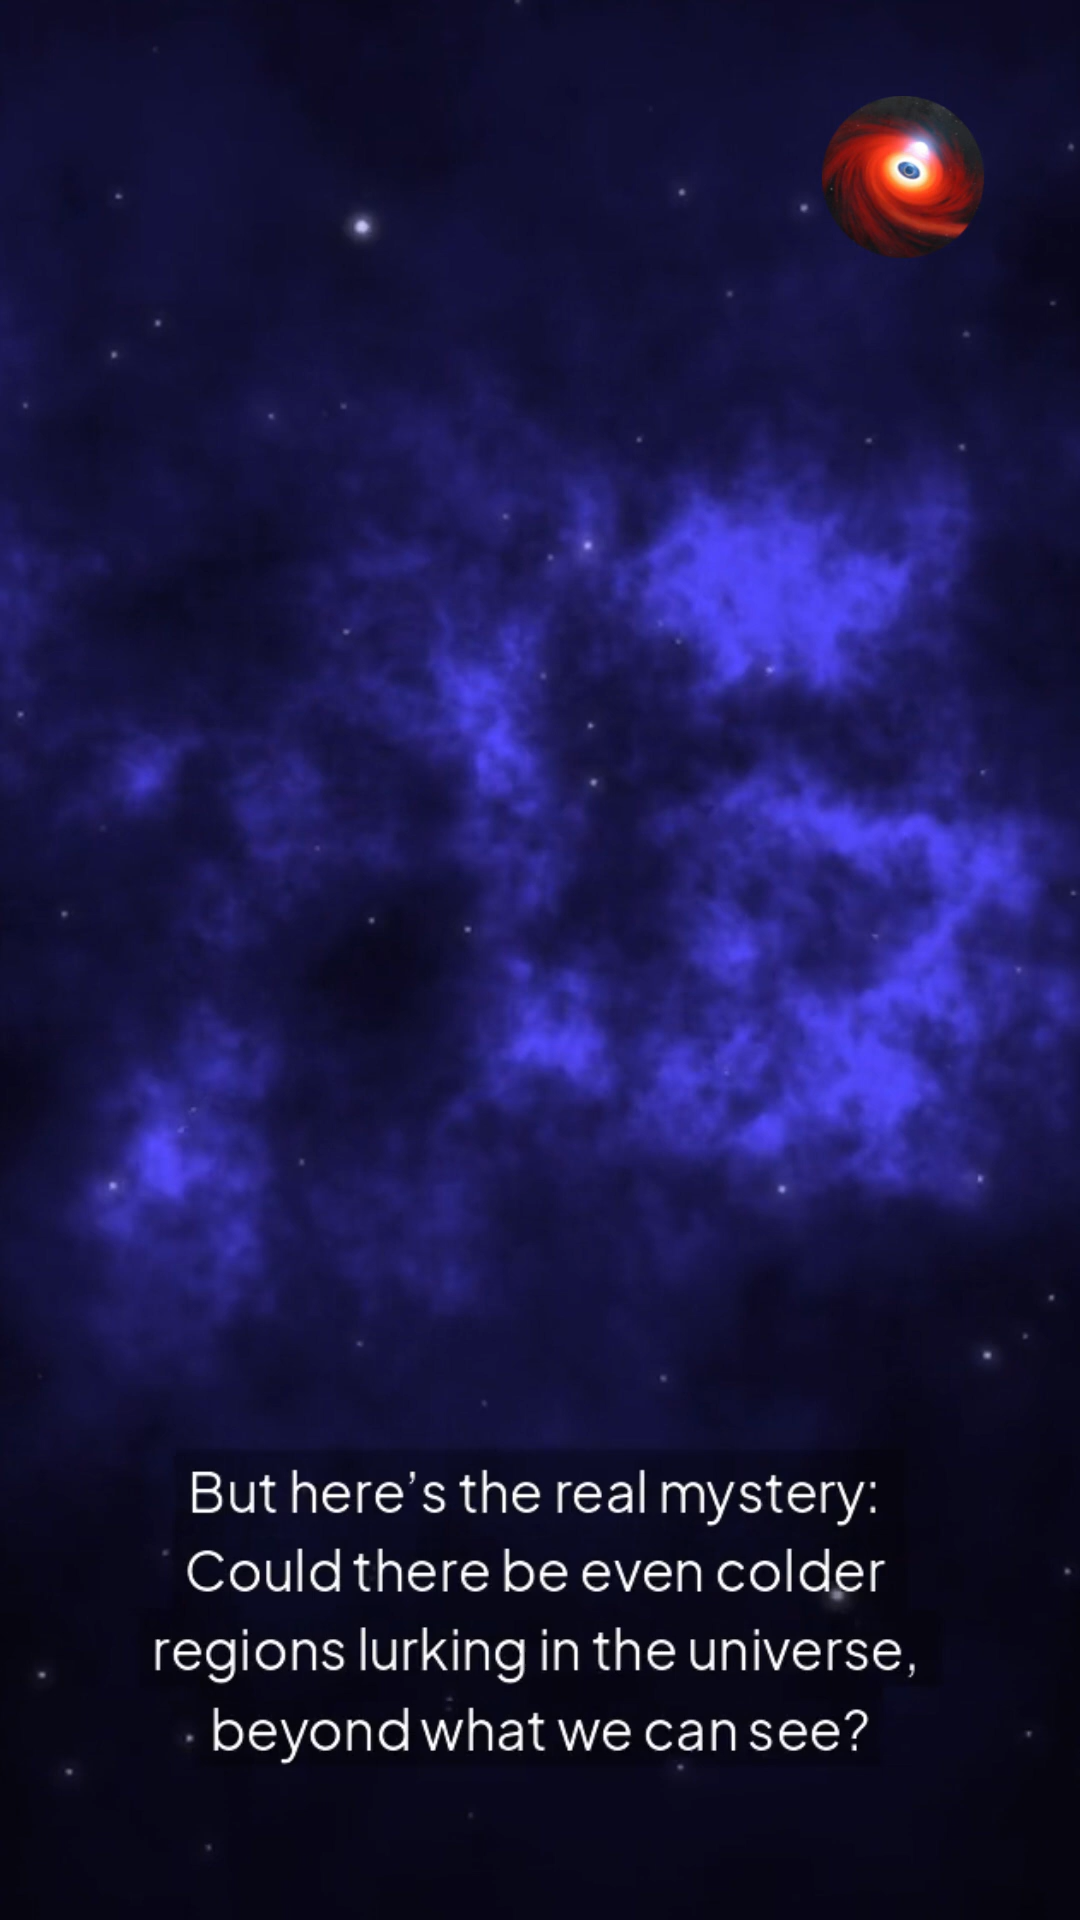 But here’s the real mystery:
Could there be even colder
regions lurking in the universe,
beyond what we can see?